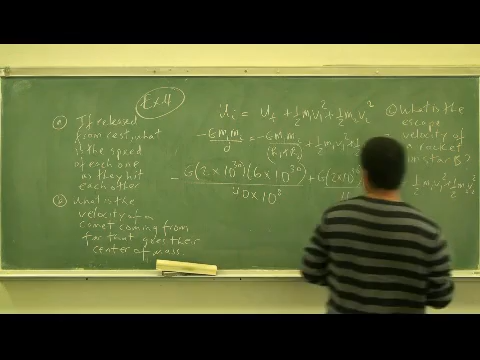 Ex.4
ⓐ If released
from rest, what
is the speed
of each one
as they hit
each other
ⓑ What is the
velocity of a
comet coming from
far that goes thru
center of mass
Ui = Uf + ½m₁v₁² + ½m₂v₂²
-Gm₁m₂/d = -Gm₁m₂/(R₁+R₂) + ½m₁v₁² + ½
-G(2×10³⁰)(6×10³⁰)/40×10⁸ + G(2×10³⁰)
½m₁v₁² + ½m₂v₂²
ⓒ What is the
escape
velocity of
a rocket
on star B?